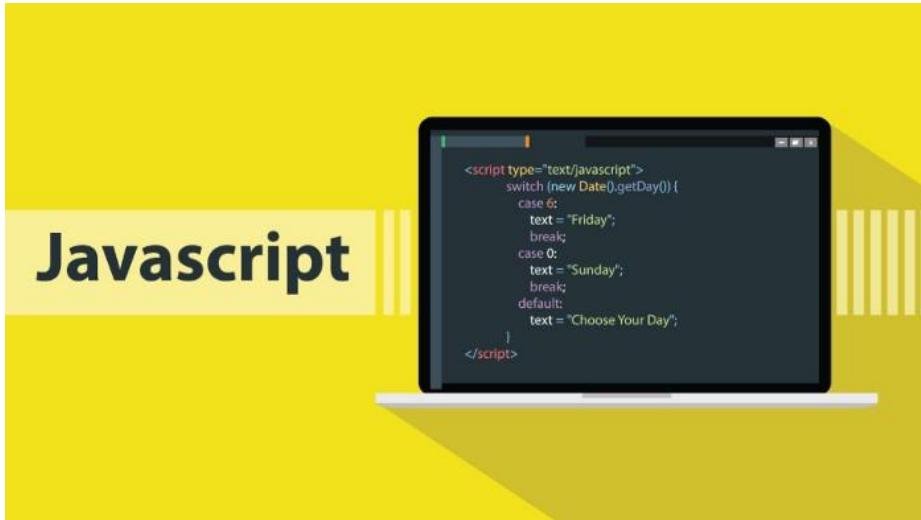 Javascript
<script type="text/javascript">
switch (new Date().getDay()) {
case 6:
text = "Friday";
break;
case 0:
text = "Sunday";
break;
default:
text = "Choose Your Day";
}
</script>